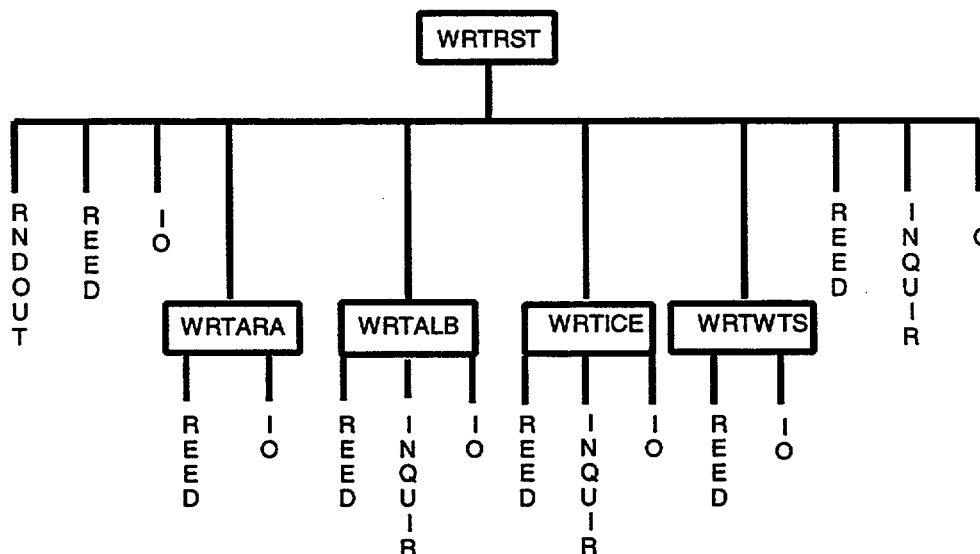 WRTRST
RNDOUT
REED
IO
REED
INQUIR
WRTARA
WRTALB
WRTICE
WRTWTS
REED
IO
REED
INQUIR
IO
REED
INQUIR
IO
REED
IO